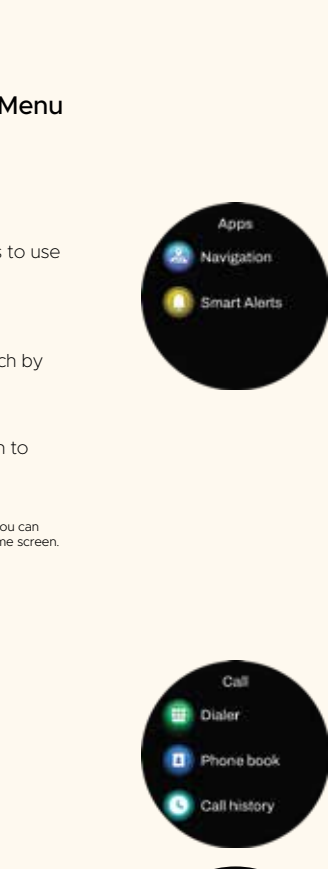 Menu
s to use
ch by
n to
ou can
me screen.
Apps
Navigation
Smart Alerts
Call
Dialer
Phone book
Call history